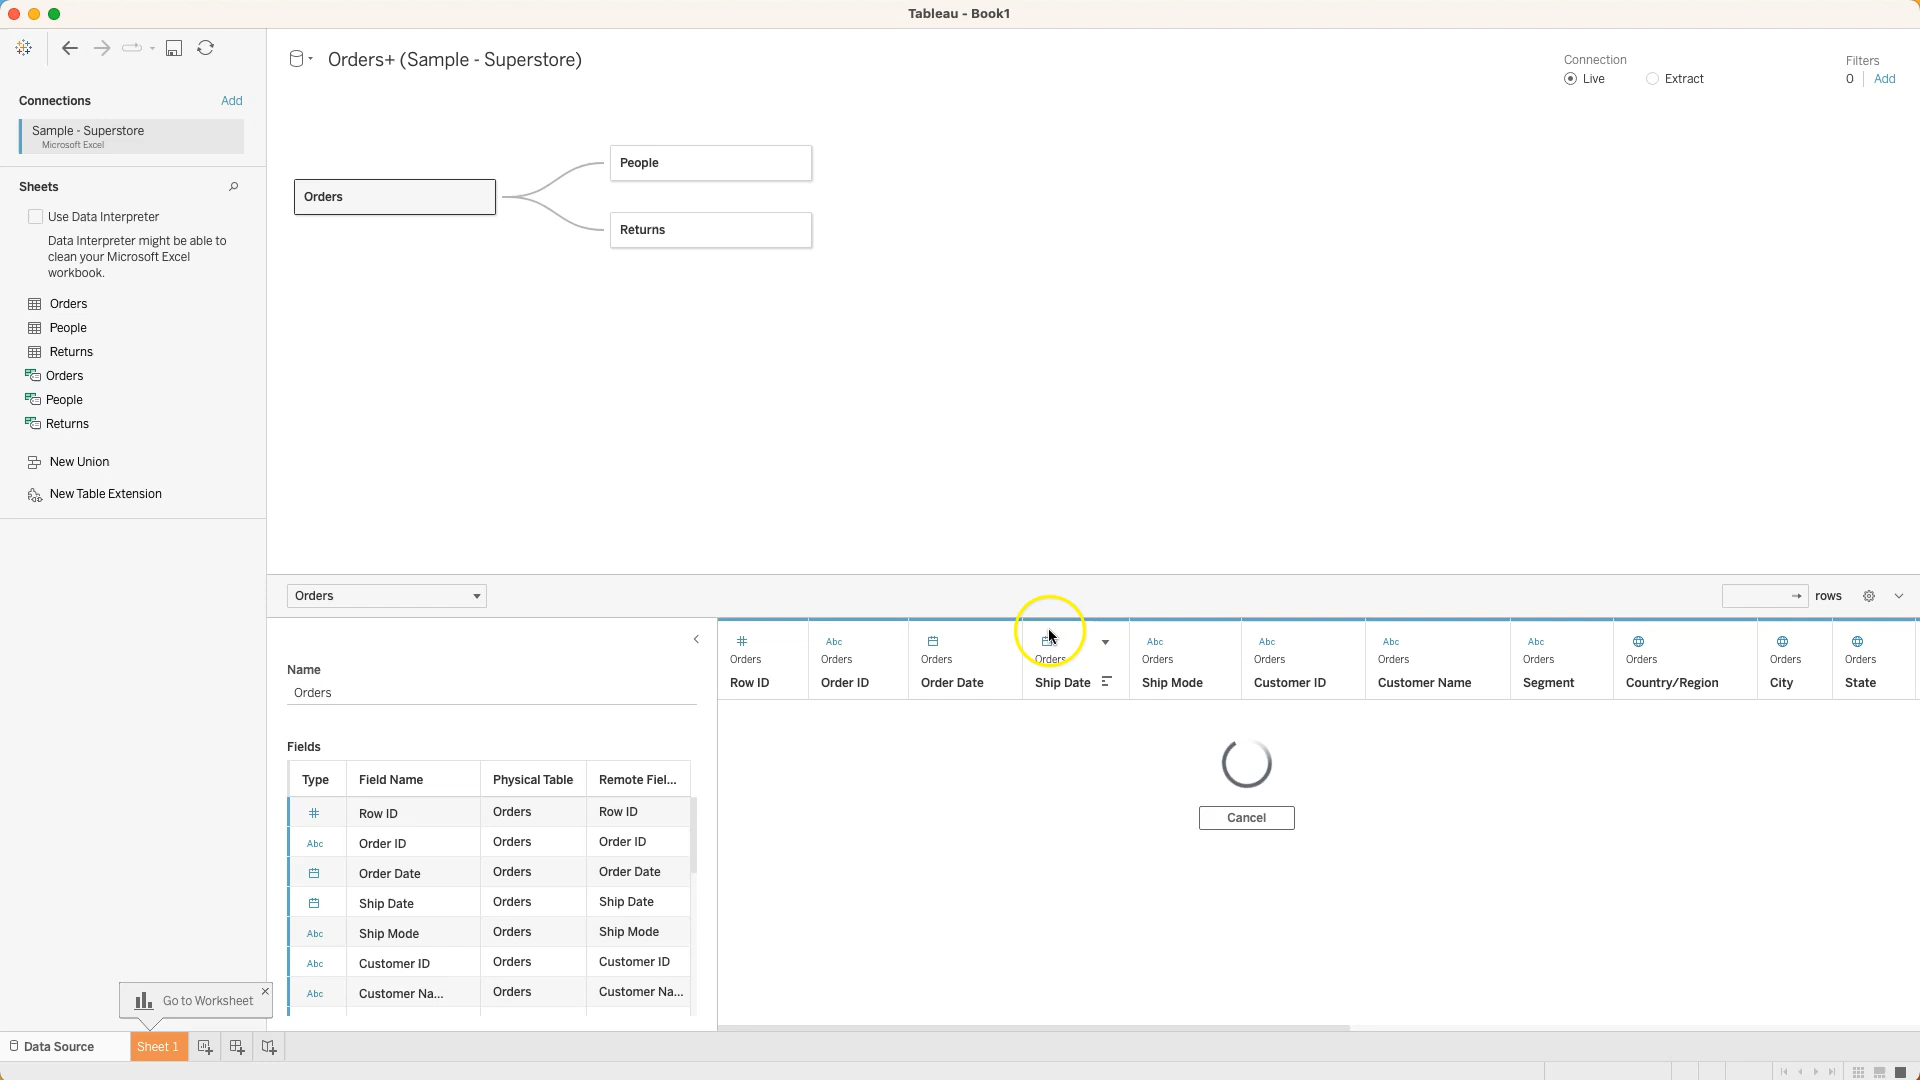 Tableau - Book1
Orders+ (Sample - Superstore)
Connection
Live
Extract
Filters
0
Add
Connections
Add
Sample - Superstore
Microsoft Excel
Sheets
Use Data Interpreter
Data Interpreter might be able to
clean your Microsoft Excel
workbook.
Orders
People
Returns
Orders
People
Returns
New Union
New Table Extension
Orders
People
Returns
Orders
rows
Name
Orders
Fields
Type
Field Name
Physical Table
Remote Fiel...
Row ID
Orders
Row ID
Abc
Order ID
Orders
Order ID
Order Date
Orders
Order Date
Ship Date
Orders
Ship Date
Abc
Ship Mode
Orders
Ship Mode
Abc
Customer ID
Orders
Customer ID
Abc
Customer Na...
Orders
Customer Na...
#
Orders
Row ID
Abc
Orders
Order ID
Orders
Order Date
Orders
Ship Date
Abc
Orders
Ship Mode
Abc
Orders
Customer ID
Abc
Orders
Customer Name
Abc
Orders
Segment
Orders
Country/Region
Orders
City
Orders
State
Cancel
Go to Worksheet
Data Source
Sheet 1